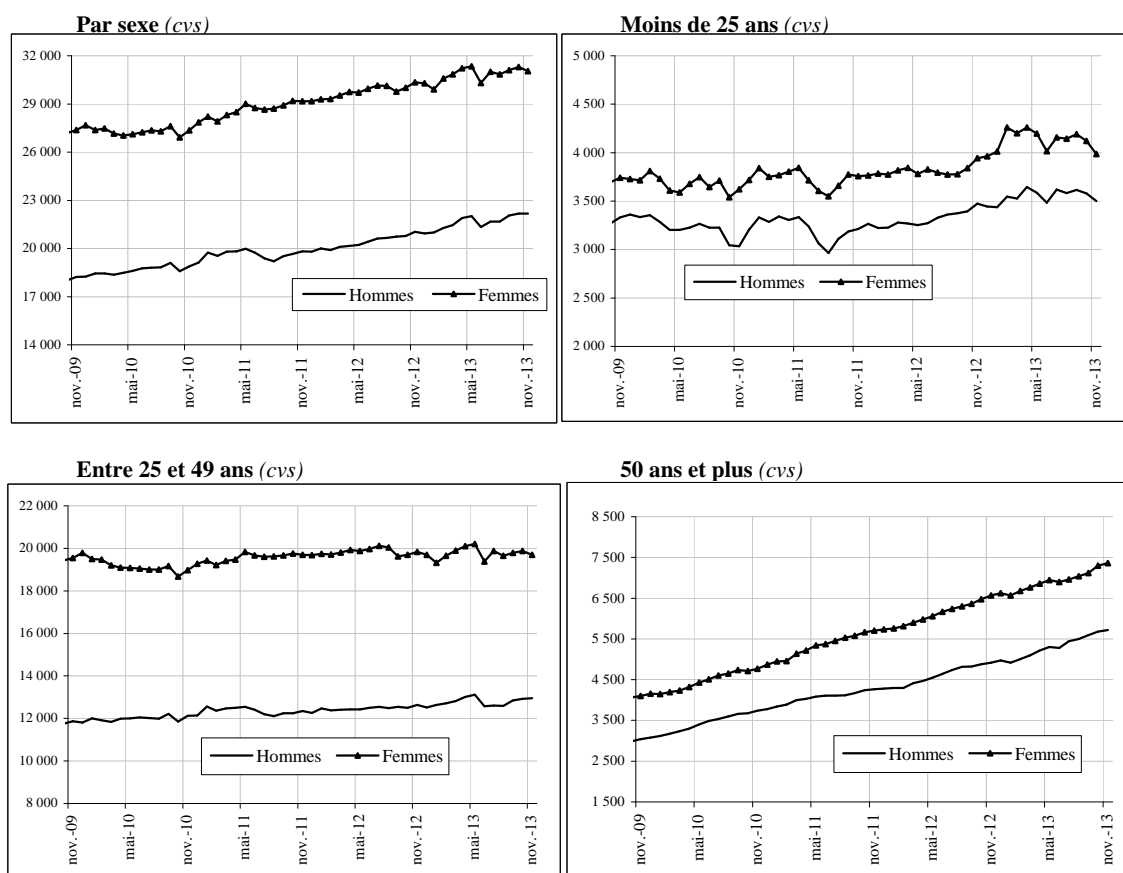 Par sexe (cvs)
32 000
29 000
26 000
23 000
20 000
17 000
14 000
Hommes Femmes
nov.-09 mai-10 nov.-10 mai-11 nov.-11 mai-12 nov.-12 mai-13 nov.-13
Moins de 25 ans (cvs)
5 000
4 500
4 000
3 500
3 000
2 500
2 000
Hommes Femmes
nov.-09 mai-10 nov.-10 mai-11 nov.-11 mai-12 nov.-12 mai-13 nov.-13
Entre 25 et 49 ans (cvs)
22 000
20 000
18 000
16 000
14 000
12 000
10 000
8 000
Hommes Femmes
nov.-09 mai-10 nov.-10 mai-11 nov.-11 mai-12 nov.-12 mai-13 nov.-13
50 ans et plus (cvs)
8 500
7 500
6 500
5 500
4 500
3 500
2 500
1 500
Hommes Femmes
nov.-09 mai-10 nov.-10 mai-11 nov.-11 mai-12 nov.-12 mai-13 nov.-13